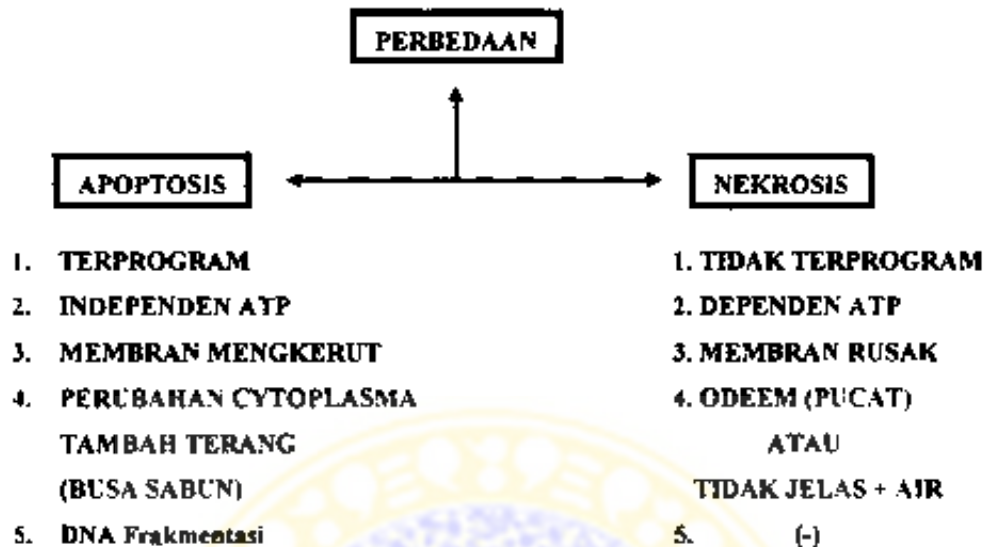 PERBEDAAN
APOPTOSIS
NEKROSIS
1. TERPROGRAM
2. INDEPENDEN ATP
3. MEMBRAN MENGKERUT
4. PERUBAHAN CYTOPLASMA
TAMBAH TERANG
(BUSA SABUN)
5. DNA Frakmentasi
1. TIDAK TERPROGRAM
2. DEPENDEN ATP
3. MEMBRAN RUSAK
4. ODEEM (PUCAT)
ATAU
TIDAK JELAS + AIR
5. (-)